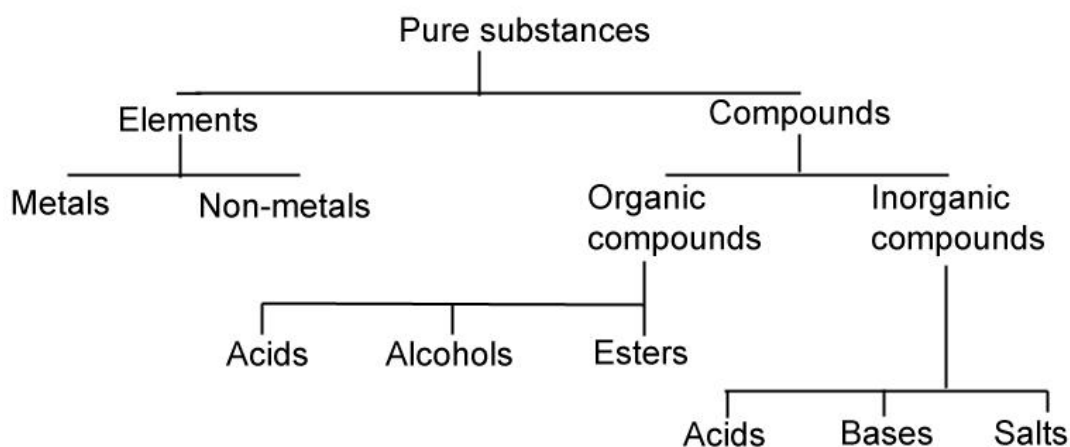 Pure substances
Elements
Compounds
Metals
Non-metals
Organic
compounds
Inorganic
compounds
Acids
Alcohols
Esters
Acids
Bases
Salts